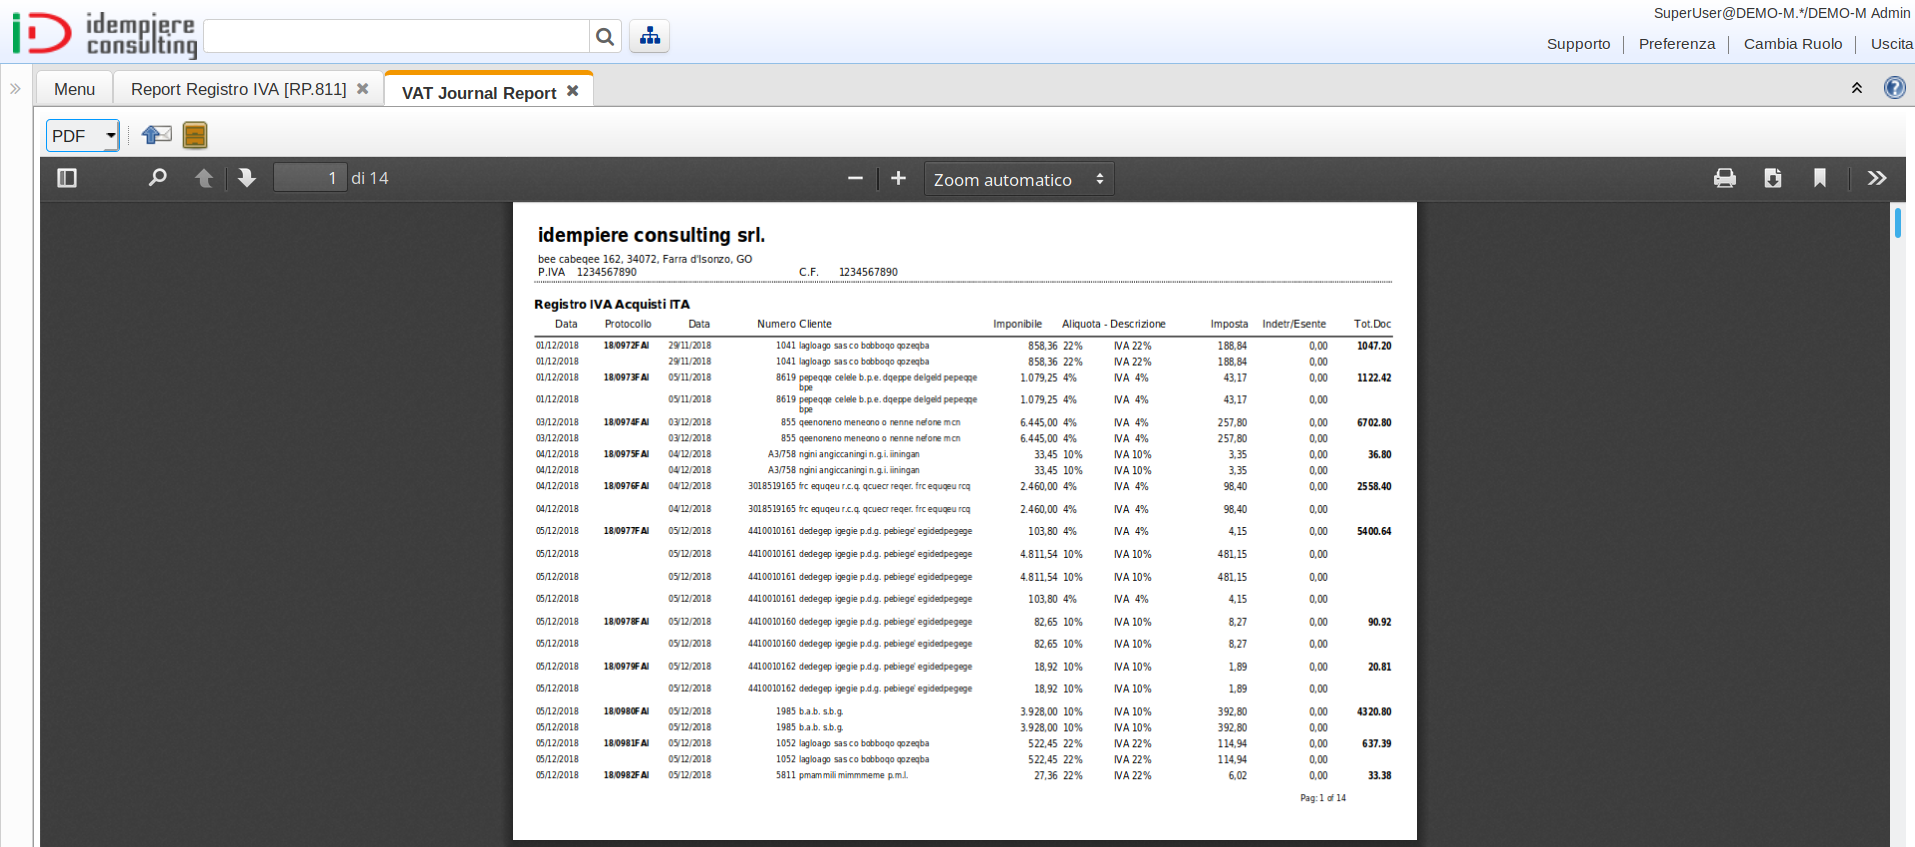 idempiere
consulting
SuperUser@DEMO-M.*/DEMO-M Admin
Supporto Preferenza Cambia Ruolo Uscita
Menu Report Registro IVA [RP.811] VAT Journal Report
PDF
1 di 14 Zoom automatico
idempiere consulting srl.
bee cabeqee 162, 34072, Farra d'Isonzo, GO
P.IVA 1234567890 C.F. 1234567890
Registro IVA Acquisti ITA
Data Protocollo Data Numero Cliente Imponibile Aliquota - Descrizione Imposta Indetr/Esente Tot.Doc
01/12/2018 18/0972FAI 29/11/2018 1041 lagloago sas co bobboqo qozeqba 858,36 22% IVA 22% 188,84 0,00 1047.20
01/12/2018 29/11/2018 1041 lagloago sas co bobboqo qozeqba 858,36 22% IVA 22% 188,84 0,00
01/12/2018 18/0973FAI 05/11/2018 8619 pepeqqe celele b.p.e. dqeppe delgeld pepeqqe 1.079,25 4% IVA 4% 43,17 0,00 1122.42
bpe
01/12/2018 05/11/2018 8619 pepeqqe celele b.p.e. dqeppe delgeld pepeqqe 1.079,25 4% IVA 4% 43,17 0,00
bpe
03/12/2018 18/0974FAI 03/12/2018 855 qeenoneno meneono o nenne nefone mcn 6.445,00 4% IVA 4% 257,80 0,00 6702.80
03/12/2018 03/12/2018 855 qeenoneno meneono o nenne nefone mcn 6.445,00 4% IVA 4% 257,80 0,00
04/12/2018 18/0975FAI 04/12/2018 A3/758 ngini angiccaningi n.g.i. iiningan 33,45 10% IVA 10% 3,35 0,00 36.80
04/12/2018 04/12/2018 A3/758 ngini angiccaningi n.g.i. iiningan 33,45 10% IVA 10% 3,35 0,00
04/12/2018 18/0976FAI 04/12/2018 3018519165 frc equqeu r.c.q. qcuecr reqer. frc equqeu rcq 2.460,00 4% IVA 4% 98,40 0,00 2558.40
04/12/2018 04/12/2018 3018519165 frc equqeu r.c.q. qcuecr reqer. frc equqeu rcq 2.460,00 4% IVA 4% 98,40 0,00
05/12/2018 18/0977FAI 05/12/2018 4410010161 dedegep igegie p.d.g. pebiege' egidedpegege 103,80 4% IVA 4% 4,15 0,00 5400.64
05/12/2018 05/12/2018 4410010161 dedegep igegie p.d.g. pebiege' egidedpegege 4.811,54 10% IVA 10% 481,15 0,00
05/12/2018 05/12/2018 4410010161 dedegep igegie p.d.g. pebiege' egidedpegege 4.811,54 10% IVA 10% 481,15 0,00
05/12/2018 05/12/2018 4410010161 dedegep igegie p.d.g. pebiege' egidedpegege 103,80 4% IVA 4% 4,15 0,00
05/12/2018 18/0978FAI 05/12/2018 4410010160 dedegep igegie p.d.g. pebiege' egidedpegege 82,65 10% IVA 10% 8,27 0,00 90.92
05/12/2018 05/12/2018 4410010160 dedegep igegie p.d.g. pebiege' egidedpegege 82,65 10% IVA 10% 8,27 0,00
05/12/2018 18/0979FAI 05/12/2018 4410010162 dedegep igegie p.d.g. pebiege' egidedpegege 18,92 10% IVA 10% 1,89 0,00 20.81
05/12/2018 05/12/2018 4410010162 dedegep igegie p.d.g. pebiege' egidedpegege 18,92 10% IVA 10% 1,89 0,00
05/12/2018 18/0980FAI 05/12/2018 1985 b.a.b. s.b.g. 3.928,00 10% IVA 10% 392,80 0,00 4320.80
05/12/2018 05/12/2018 1985 b.a.b. s.b.g. 3.928,00 10% IVA 10% 392,80 0,00
05/12/2018 18/0981FAI 05/12/2018 1052 lagloago sas co bobboqo qozeqba 522,45 22% IVA 22% 114,94 0,00 637.39
05/12/2018 05/12/2018 1052 lagloago sas co bobboqo qozeqba 522,45 22% IVA 22% 114,94 0,00
05/12/2018 18/0982FAI 05/12/2018 5811 pmammili mimmmeme p.m.l. 27,36 22% IVA 22% 6,02 0,00 33.38
Pag: 1 of 14